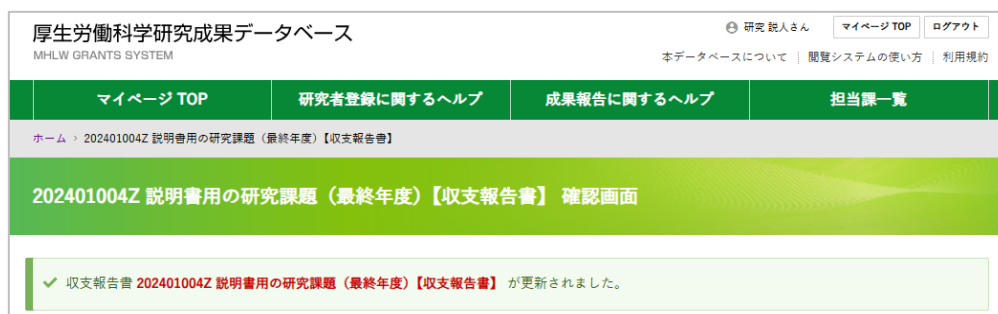 厚生労働科学研究成果データベース
MHLW GRANTS SYSTEM
研究 説人さん マイページ TOP ログアウト
本データベースについて 閲覧システムの使い方 利用規約
マイページ TOP 研究者登録に関するヘルプ 成果報告に関するヘルプ 担当課一覧
ホーム › 202401004Z 説明書用の研究課題（最終年度）【収支報告書】
202401004Z 説明書用の研究課題（最終年度）【収支報告書】 確認画面
収支報告書 202401004Z 説明書用の研究課題（最終年度）【収支報告書】 が更新されました。